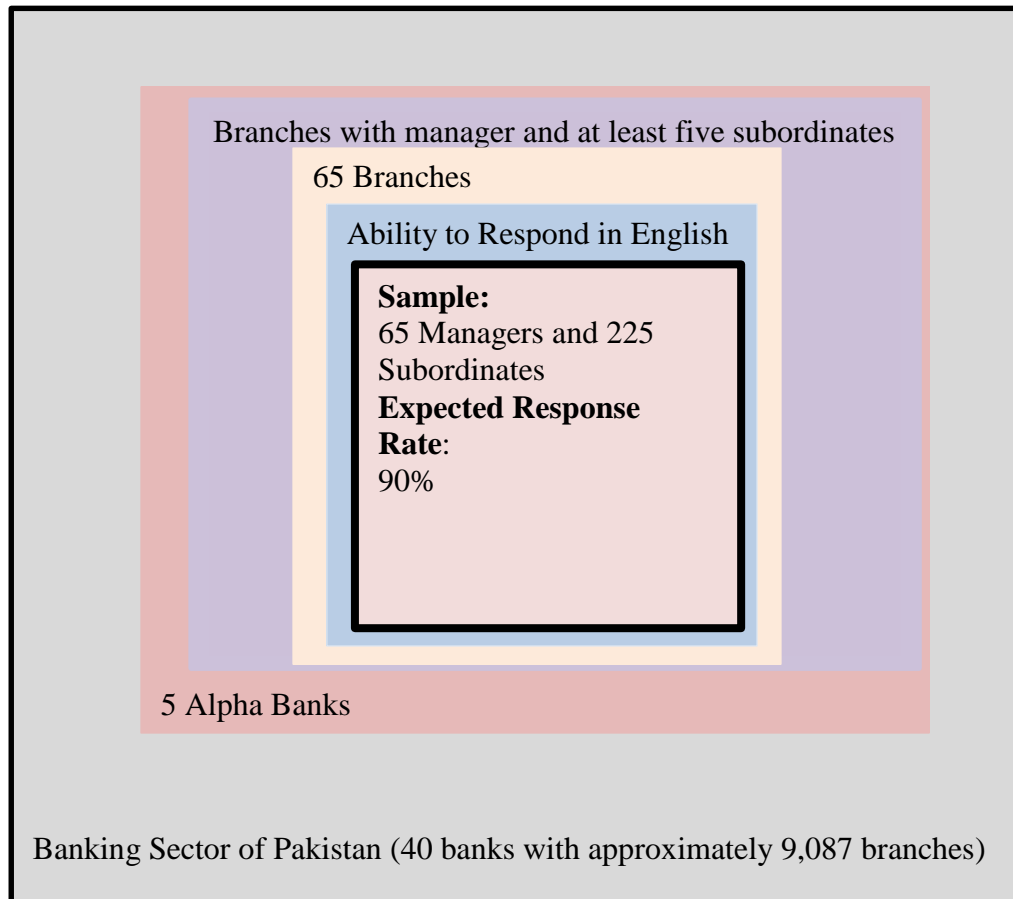 Branches with manager and at least five subordinates
65 Branches
Ability to Respond in English
Sample:
65 Managers and 225
Subordinates
Expected Response
Rate:
90%
5 Alpha Banks
Banking Sector of Pakistan (40 banks with approximately 9,087 branches)